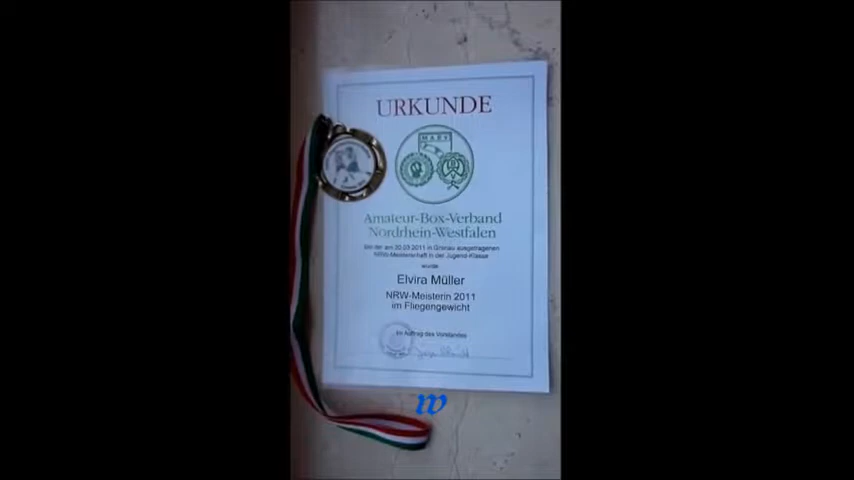 URKUNDE
Amateur-Box-Verband
Nordrhein-Westfalen
Bei der am 20.03.2011 in Gronau ausgetragenen
NRW-Meisterschaft in der Jugend-Klasse
wurde
Elvira Müller
NRW-Meisterin 2011
im Fliegengewicht
Im Auftrag des Vorstandes
w